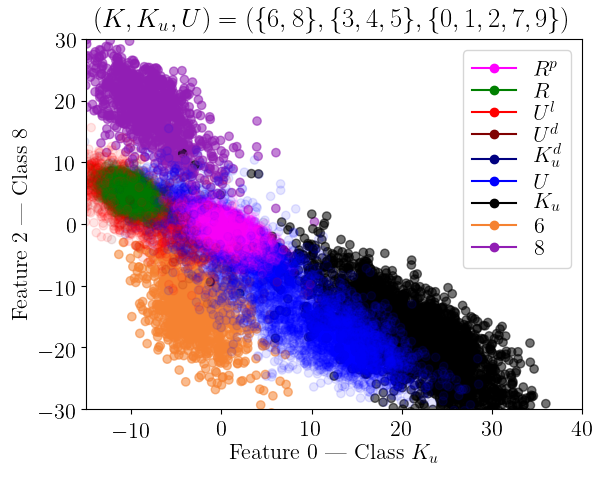 (K, K_u, U) = ({6, 8}, {3, 4, 5}, {0, 1, 2, 7, 9})
30
20
10
0
−10
−20
−30
Feature 2 — Class 8
R^p
R
U^l
U^d
K_u^d
U
K_u
6
8
−10
0
10
20
30
40
Feature 0 — Class K_u